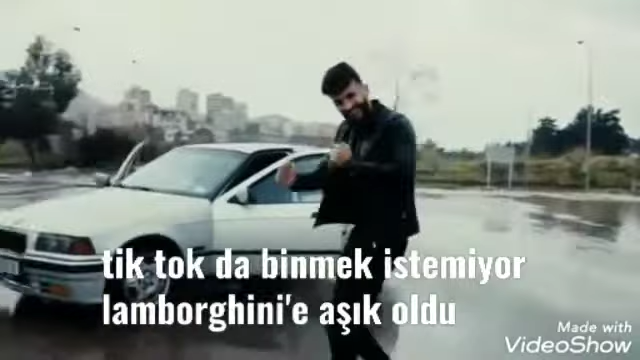 tik tok da binmek istemiyor
lamborghini'e aşık oldu
Made with
VideoShow